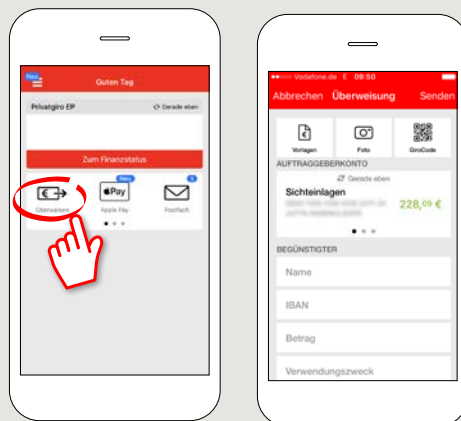 Neu
Guten Tag
Privatgiro EP
Gerade eben
Zum Finanzstatus
Neu
€
Pay
Überweisen
Apple Pay
Postfach
Vodafone.de E 09:50
Abbrechen Überweisung Senden
€
Vorlagen Foto GiroCode
AUFTRAGGEBERKONTO
Gerade eben
Sichteinlagen
228,09 €
BEGÜNSTIGTER
Name
IBAN
Betrag
Verwendungszweck